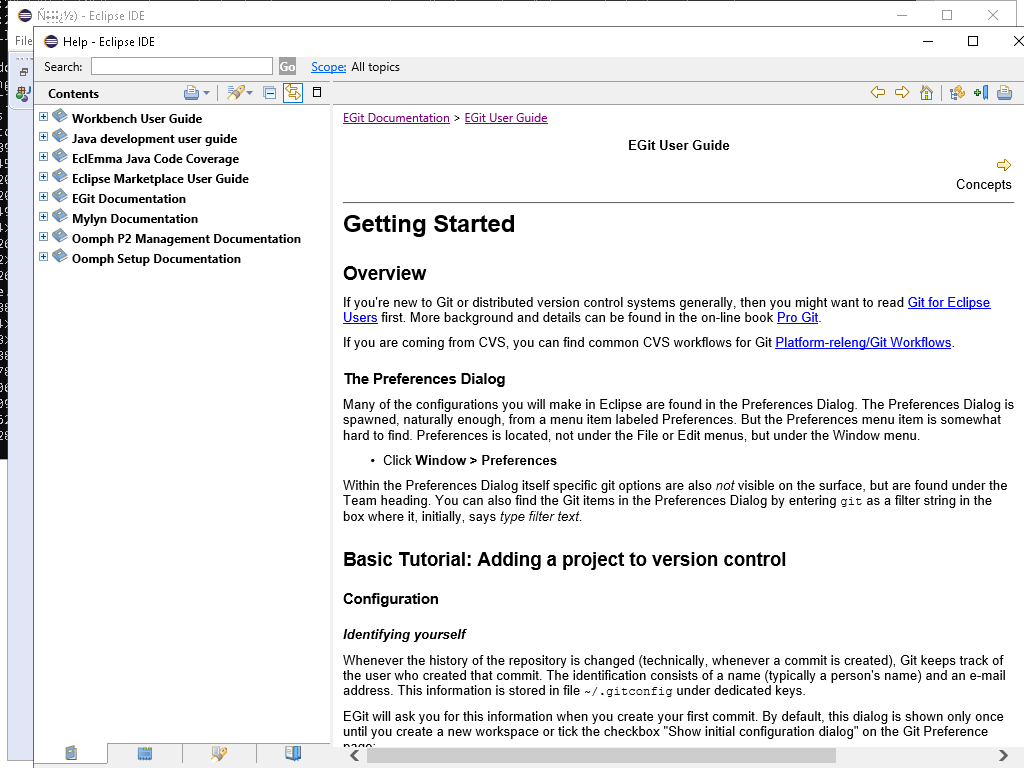 - Eclipse IDE
File
Help - Eclipse IDE
Search:
Go
Scope: All topics
Contents
Workbench User Guide
Java development user guide
EclEmma Java Code Coverage
Eclipse Marketplace User Guide
EGit Documentation
Mylyn Documentation
Oomph P2 Management Documentation
Oomph Setup Documentation
EGit Documentation > EGit User Guide
EGit User Guide
Concepts
Getting Started
Overview
If you're new to Git or distributed version control systems generally, then you might want to read Git for Eclipse
Users first. More background and details can be found in the on-line book Pro Git.
If you are coming from CVS, you can find common CVS workflows for Git Platform-releng/Git Workflows.
The Preferences Dialog
Many of the configurations you will make in Eclipse are found in the Preferences Dialog. The Preferences Dialog is
spawned, naturally enough, from a menu item labeled Preferences. But the Preferences menu item is somewhat
hard to find. Preferences is located, not under the File or Edit menus, but under the Window menu.
• Click Window > Preferences
Within the Preferences Dialog itself specific git options are also not visible on the surface, but are found under the
Team heading. You can also find the Git items in the Preferences Dialog by entering git as a filter string in the
box where it, initially, says type filter text.
Basic Tutorial: Adding a project to version control
Configuration
Identifying yourself
Whenever the history of the repository is changed (technically, whenever a commit is created), Git keeps track of
the user who created that commit. The identification consists of a name (typically a person's name) and an e-mail
address. This information is stored in file ~/.gitconfig under dedicated keys.
EGit will ask you for this information when you create your first commit. By default, this dialog is shown only once
until you create a new workspace or tick the checkbox "Show initial configuration dialog" on the Git Preference
page: